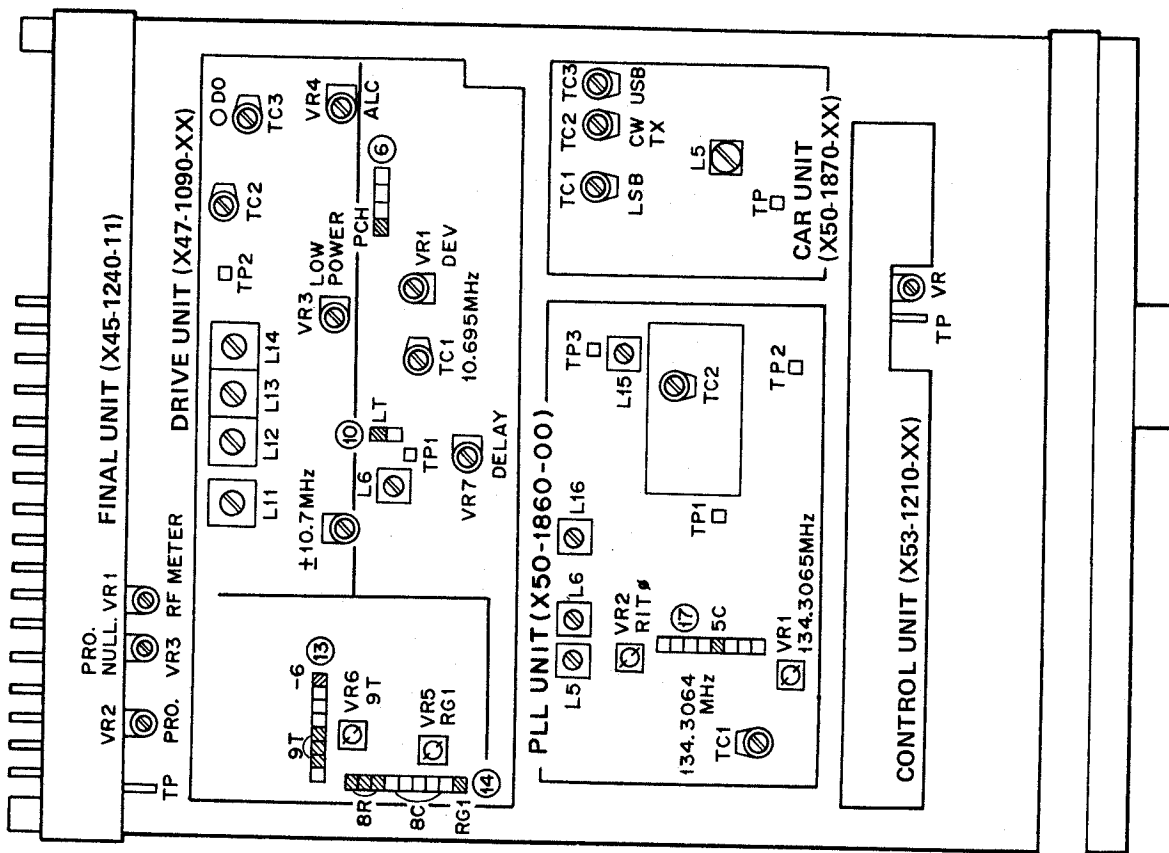 FINAL UNIT (X45-1240-11)
TP
VR2
PRO.
PRO.
NULL.
VR3
VR1
RF METER
DRIVE UNIT (X47-1090-XX)
L11
L12
L13
L14
TP2
TC2
DO
TC3
±10.7MHz
10
LT
L6
TP1
VR7
DELAY
VR3
LOW
POWER
TC1
10.695MHz
VR1
DEV
PCH
6
VR4
ALC
9T
-6
13
VR6
9T
VR5
RG1
8R
8C
RG1
14
PLL UNIT (X50-1860-00)
L5
L6
L16
VR2
RIT ø
17
5C
134.3064
MHz
TC1
VR1
134.3065MHz
TP1
TP3
L15
TC2
TP2
CAR UNIT
(X50-1870-XX)
TC1
LSB
TC2
CW
TX
TC3
USB
L5
TP
CONTROL UNIT (X53-1210-XX)
TP
VR